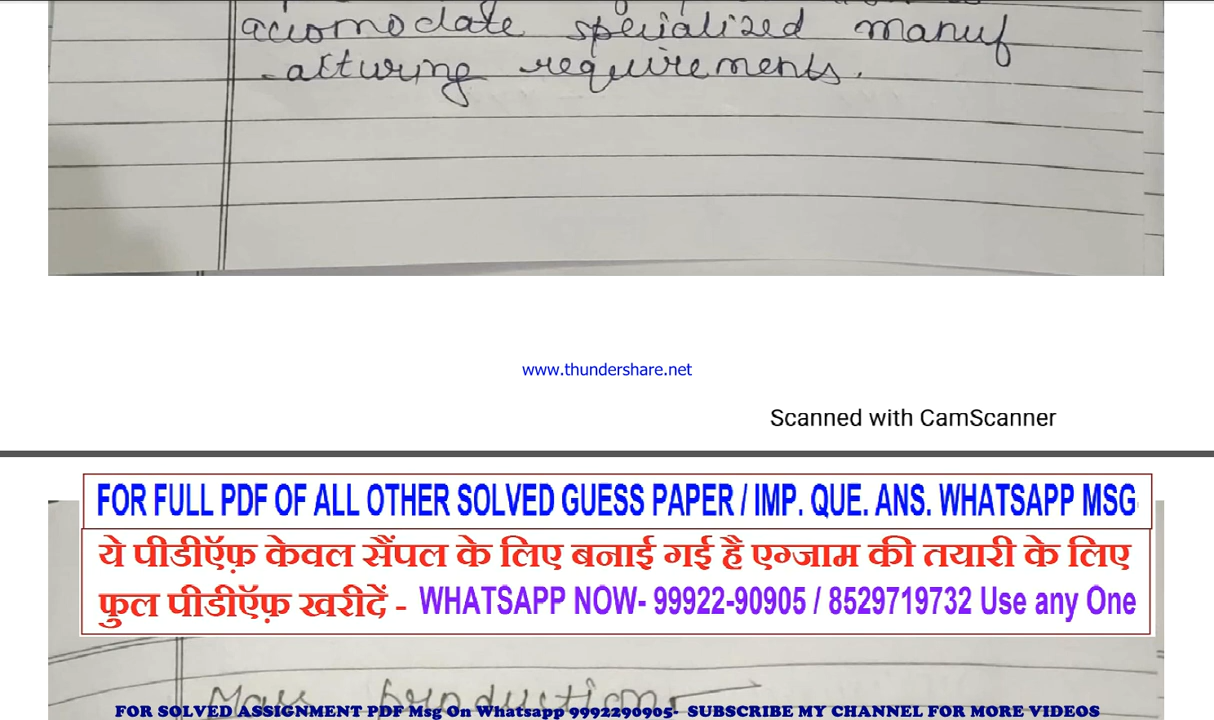 accomodate specialized manuf
-acturing requirements.
www.thundershare.net
Scanned with CamScanner
FOR FULL PDF OF ALL OTHER SOLVED GUESS PAPER / IMP. QUE. ANS. WHATSAPP MSG
ये पीडीऍफ़ केवल सैंपल के लिए बनाई गई है एग्जाम की तयारी के लिए
फुल पीडीऍफ़ खरीदें - WHATSAPP NOW- 99922-90905 / 8529719732 Use any One
Mass production
FOR SOLVED ASSIGNMENT PDF Msg On Whatsapp 9992290905- SUBSCRIBE MY CHANNEL FOR MORE VIDEOS